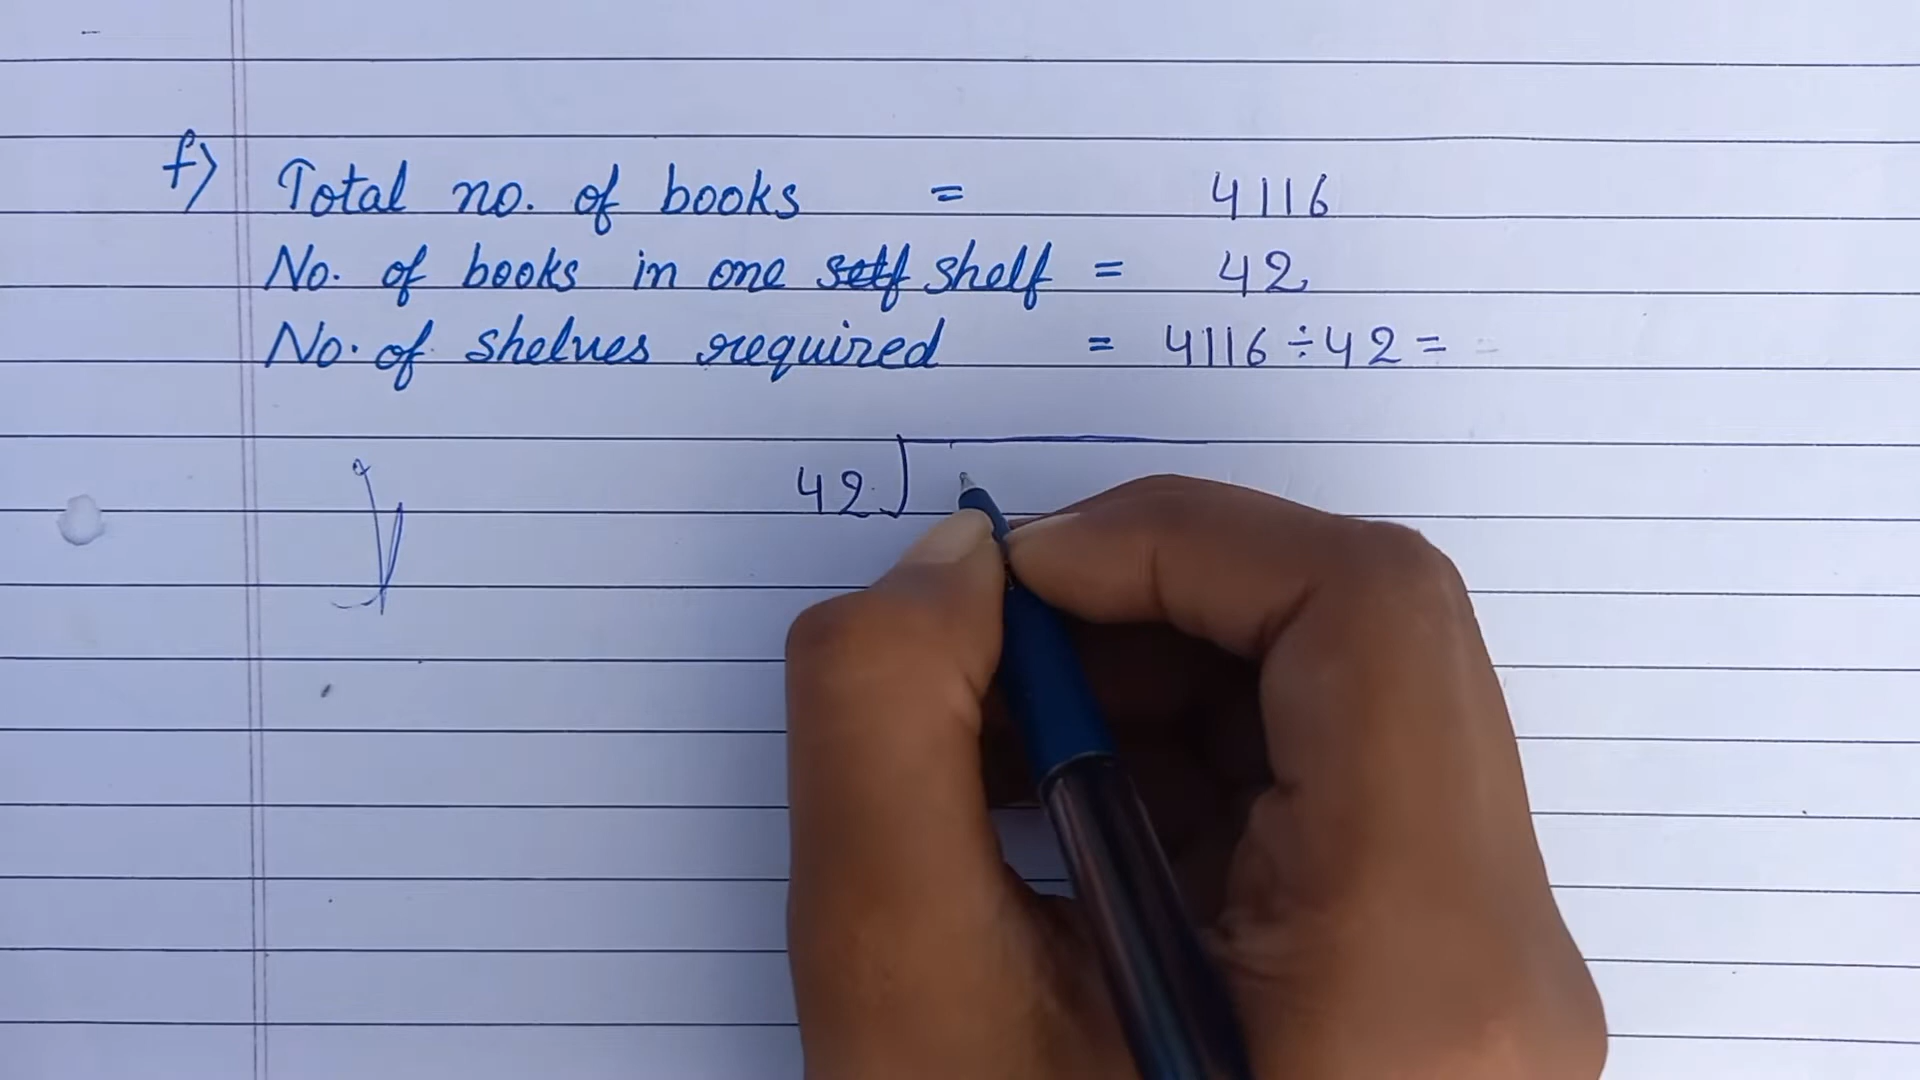 f) Total no. of books = 4116
No. of books in one self shelf = 42
No. of shelves required = 4116 ÷ 42 =
42